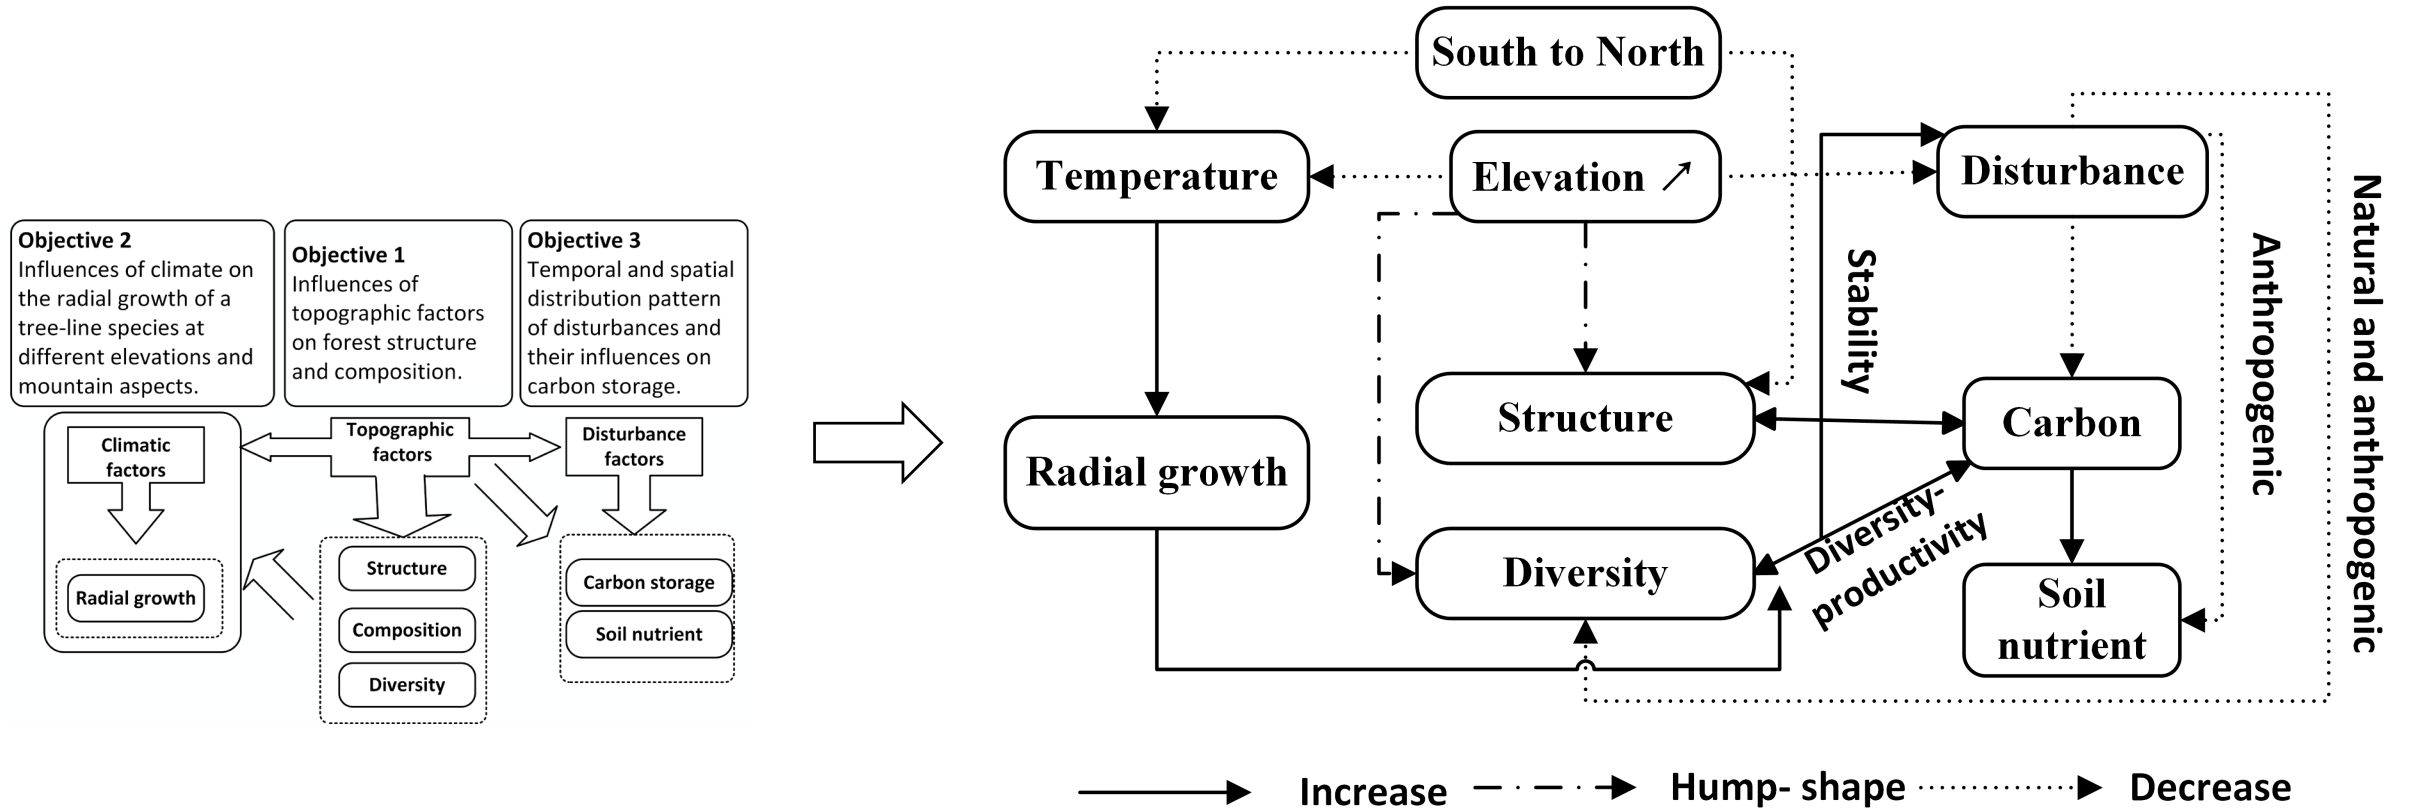 Objective 2
Influences of climate on
the radial growth of a
tree-line species at
different elevations and
mountain aspects.
Objective 1
Influences of
topographic factors
on forest structure
and composition.
Objective 3
Temporal and spatial
distribution pattern
of disturbances and
their influences on
carbon storage.
Climatic
factors
Topographic
factors
Disturbance
factors
Radial growth
Structure
Composition
Diversity
Carbon storage
Soil nutrient
South to North
Temperature
Elevation ↗
Disturbance
Radial growth
Structure
Diversity
Carbon
Soil
nutrient
Stability
Diversity-
productivity
Anthropogenic
Natural and anthropogenic
Increase
Hump- shape
Decrease